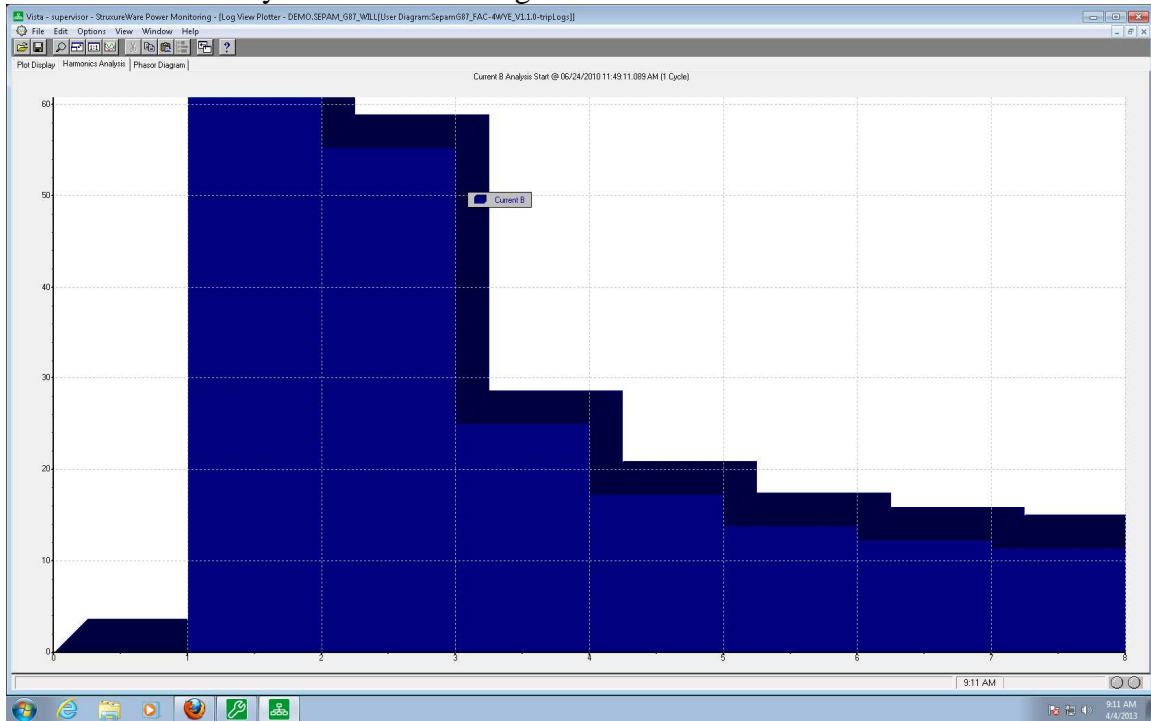 Vista - supervisor - StruxureWare Power Monitoring - [Log View Plotter - DEMO.SEPAM_G87_WILL[User Diagram:SepamG87_FAC-4WYE_V1.1.0-tripLogs]]
File Edit Options View Window Help
Plot Display Harmonics Analysis Phasor Diagram
Current B Analysis Start @ 06/24/2010 11:49:11.089 AM (1 Cycle)
60
50
Current B
40
30
20
10
0
0 1 2 3 4 5 6 7 8
9:11 AM
9:11 AM
4/4/2013